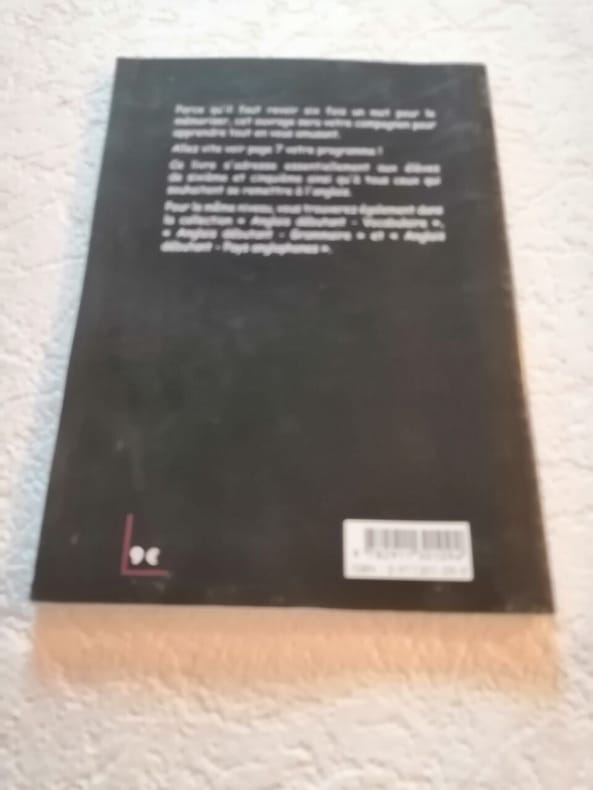 Parce qu'il faut revoir six fois un mot pour le
mémoriser, cet ouvrage sera votre compagnon pour
apprendre tout en vous amusant.
Allez vite voir page 7 votre programme !
Ce livre s'adresse essentiellement aux élèves
de sixième et cinquième ainsi qu'à tous ceux qui
souhaitent se remettre à l'anglais.
Pour le même niveau, vous trouverez également dans
la collection « Anglais débutant - Vocabulaire »,
« Anglais débutant - Grammaire » et « Anglais
débutant - Pays anglophones ».
9 €
ISBN